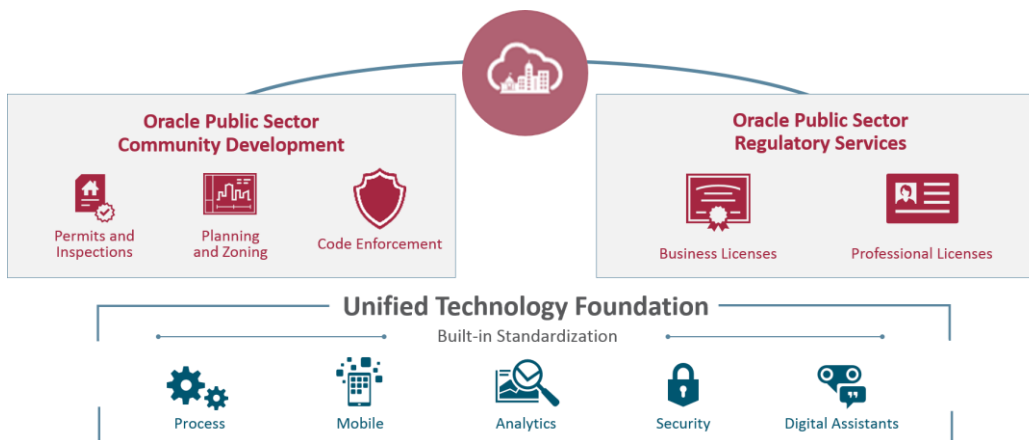 Oracle Public Sector
Community Development
Permits and
Inspections
Planning
and Zoning
Code Enforcement
Oracle Public Sector
Regulatory Services
Business Licenses
Professional Licenses
Unified Technology Foundation
Built-in Standardization
Process
Mobile
Analytics
Security
Digital Assistants